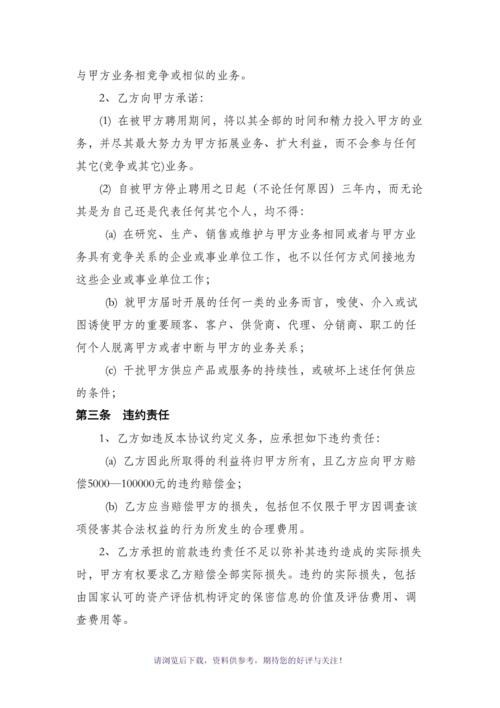 与甲方业务相竞争或相似的业务。
2、乙方向甲方承诺：
(1) 在被甲方聘用期间，将以其全部的时间和精力投入甲方的业
务，并尽其最大努力为甲方拓展业务、扩大利益，而不会参与任何
其它(竞争或其它)业务。
(2) 自被甲方停止聘用之日起（不论任何原因）三年内，而无论
其是为自己还是代表任何其它个人，均不得：
(a) 在研究、生产、销售或维护与甲方业务相同或者与甲方业
务具有竞争关系的企业或事业单位工作，也不以任何方式间接地为
这些企业或事业单位工作；
(b) 就甲方届时开展的任何一类的业务而言，唆使、介入或试
图诱使甲方的重要顾客、客户、供货商、代理、分销商、职工的任
何个人脱离甲方或者中断与甲方的业务关系；
(c) 干扰甲方供应产品或服务的持续性，或破坏上述任何供应
的条件；
第三条 违约责任
1、乙方如违反本协议约定义务，应承担如下违约责任：
(a) 乙方因此所取得的利益将归甲方所有，且乙方应向甲方赔
偿5000—100000元的违约赔偿金；
(b) 乙方应当赔偿甲方的损失，包括但不仅限于甲方因调查该
项侵害其合法权益的行为所发生的合理费用。
2、乙方承担的前款违约责任不足以弥补其违约造成的实际损失
时，甲方有权要求乙方赔偿全部实际损失。违约的实际损失，包括
由国家认可的资产评估机构评定的保密信息的价值及评估费用、调
查费用等。
请浏览后下载，资料供参考，期待您的好评与关注！